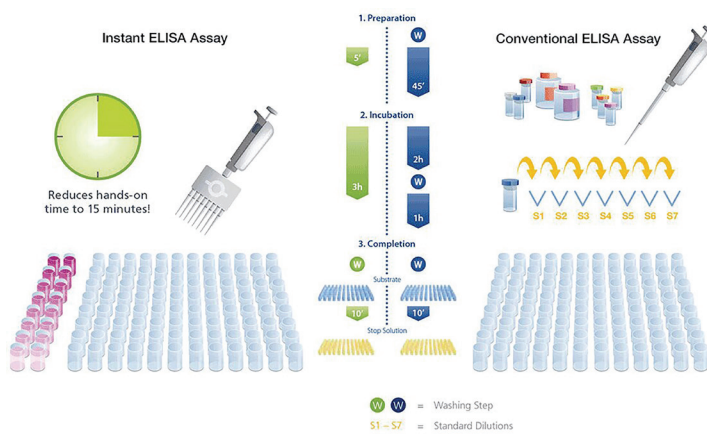 Instant ELISA Assay
Reduces hands-on
time to 15 minutes!
1. Preparation
W
5'
45'
2. Incubation
3h
2h
W
1h
3. Completion
W
W
Substrate
10'
10'
Stop Solution
Conventional ELISA Assay
S1 S2 S3 S4 S5 S6 S7
W W = Washing Step
S1 – S7 = Standard Dilutions